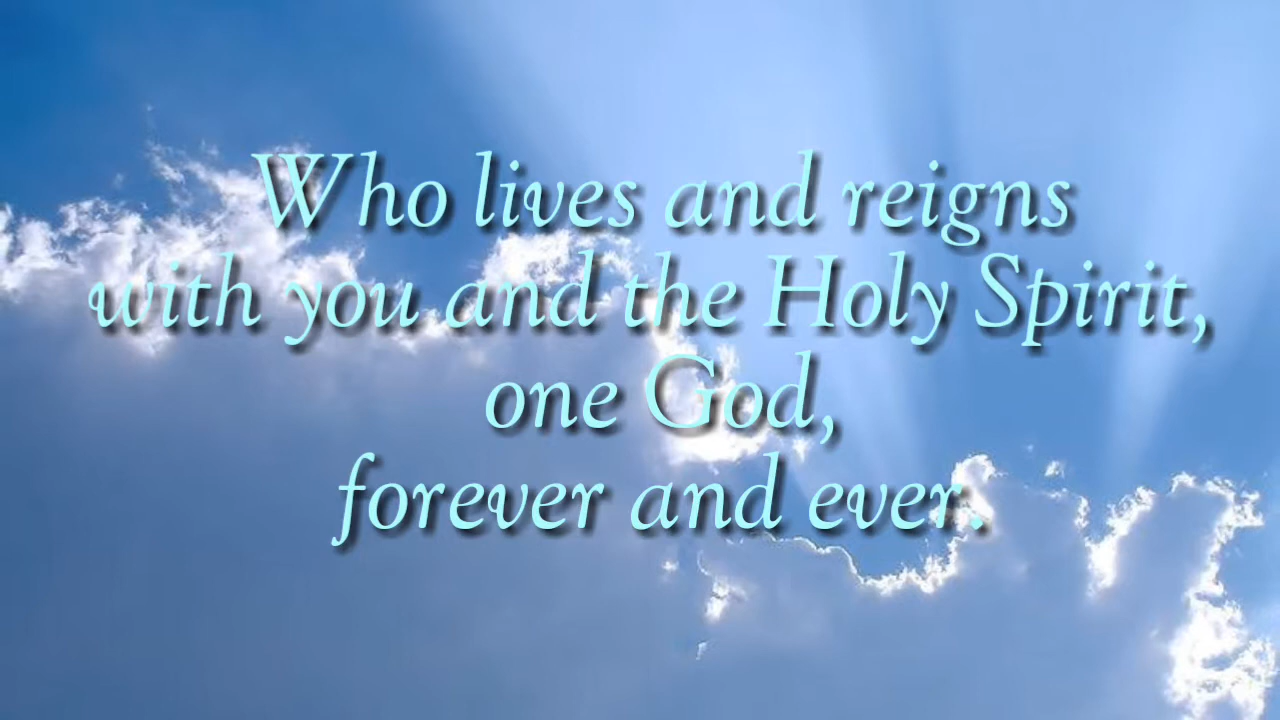 Who lives and reigns
with you and the Holy Spirit,
one God,
forever and ever.